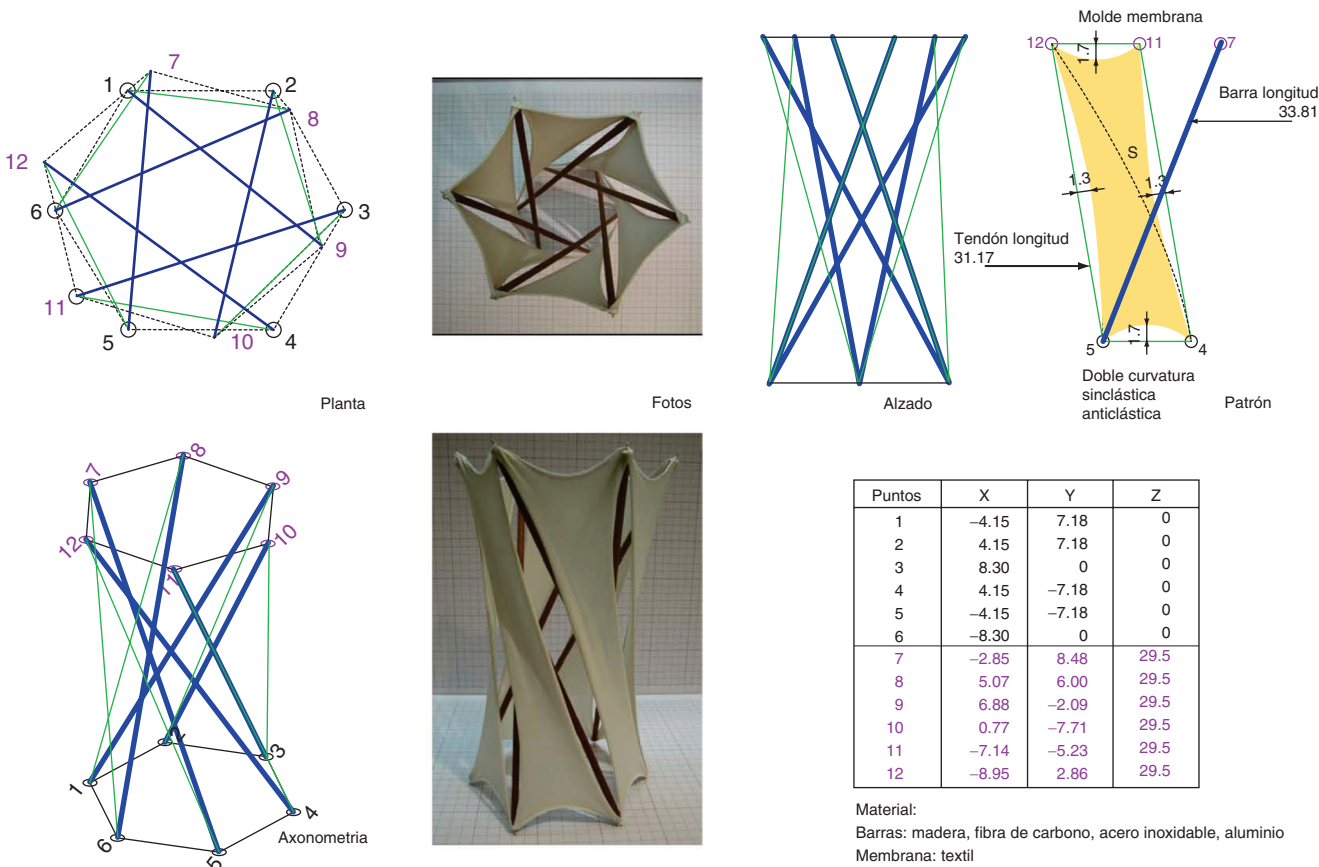 7
1
2
8
12
6
3
9
11
5
10
4
Planta
Fotos
Alzado
Molde membrana
12
11
7
1.7
Barra longitud
33.81
S
1.3
1.3
Tendón longitud
31.17
1.7
5
4
Doble curvatura
sinclástica
anticlástica
Patrón
8
7
9
12
10
11
2
3
1
4
6
5
Axonometria
Puntos X Y Z
1 −4.15 7.18 0
2 4.15 7.18 0
3 8.30 0 0
4 4.15 −7.18 0
5 −4.15 −7.18 0
6 −8.30 0 0
7 −2.85 8.48 29.5
8 5.07 6.00 29.5
9 6.88 −2.09 29.5
10 0.77 −7.71 29.5
11 −7.14 −5.23 29.5
12 −8.95 2.86 29.5
Material:
Barras: madera, fibra de carbono, acero inoxidable, aluminio
Membrana: textil